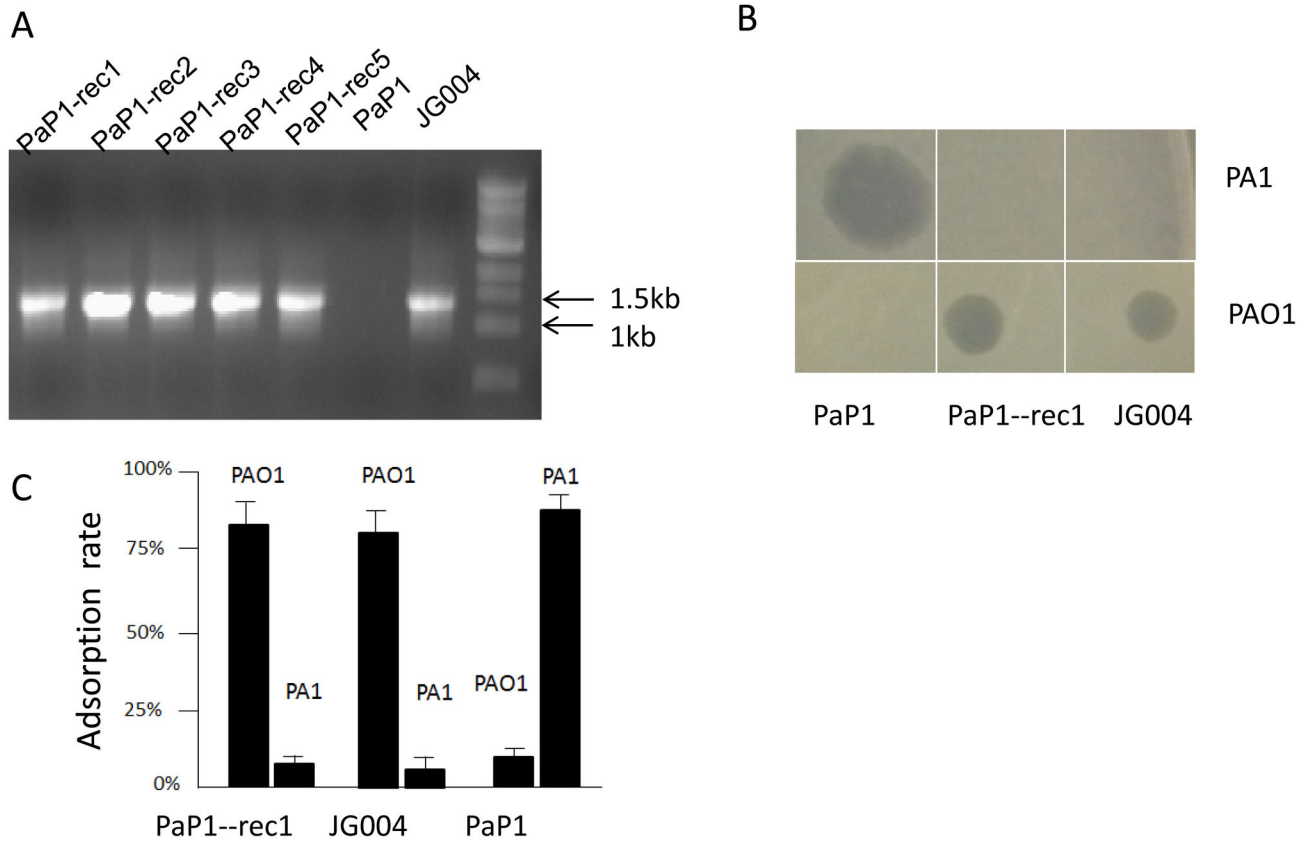 A
PaP1-rec1
PaP1-rec2
PaP1-rec3
PaP1-rec4
PaP1-rec5
PaP1
JG004
1.5kb
1kb
B
PA1
PAO1
PaP1 PaP1--rec1 JG004
C
Adsorption rate
100%
75%
50%
25%
0%
PAO1 PAO1 PA1
PA1 PA1 PAO1
PaP1--rec1 JG004 PaP1